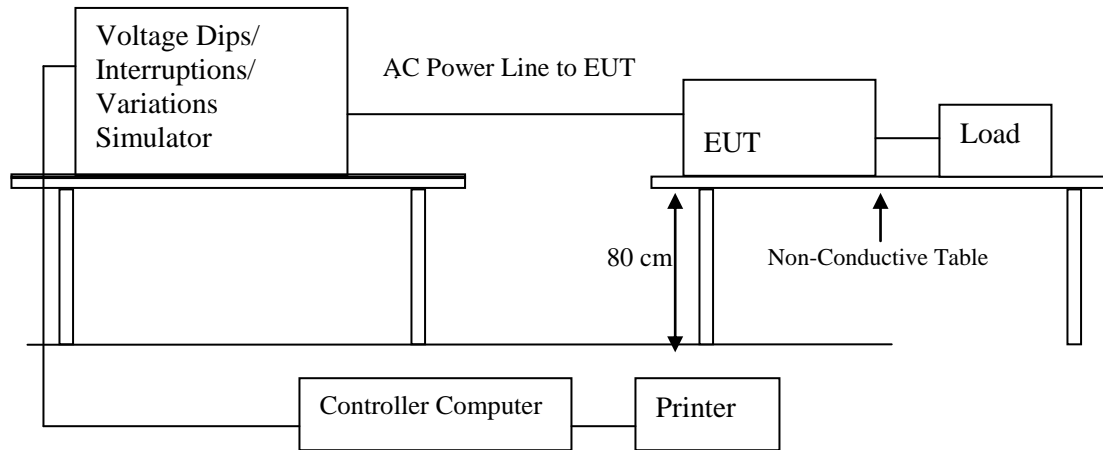 Voltage Dips/
Interruptions/
Variations
Simulator
AC Power Line to EUT
EUT
Load
80 cm
Non-Conductive Table
Controller Computer
Printer